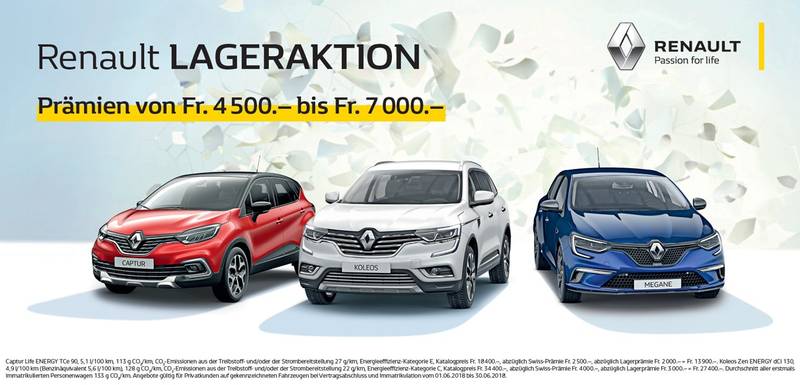 Renault LAGERAKTION
RENAULT
Passion for life
Prämien von Fr. 4 500.– bis Fr. 7 000.–
CAPTUR
KOLEOS
MEGANE
Captur Life ENERGY TCe 90, 5,1 l/100 km, 113 g CO₂/km, CO₂-Emissionen aus der Treibstoff- und/oder der Strombereitstellung 27 g/km, Energieeffizienz-Kategorie E, Katalogpreis Fr. 18 400.–, abzüglich Swiss-Prämie Fr. 2 500.–, abzüglich Lagerprämie Fr. 2 000.– = Fr. 13 900.–. Koleos Zen ENERGY dCi 130,
4,9 l/100 km (Benzinäquivalent 5,6 l/100 km), 128 g CO₂/km, CO₂-Emissionen aus der Treibstoff- und/oder der Strombereitstellung 22 g/km, Energieeffizienz-Kategorie C, Katalogpreis Fr. 34 400.–, abzüglich Swiss-Prämie Fr. 4 000.–, abzüglich Lagerprämie Fr. 3 000.– = Fr. 27 400.–. Durchschnitt aller erstmals
immatrikulierten Personenwagen 133 g CO₂/km. Angebote gültig für Privatkunden auf gekennzeichneten Fahrzeugen bei Vertragsabschluss und Immatrikulation vom 01.06.2018 bis 30.06.2018.